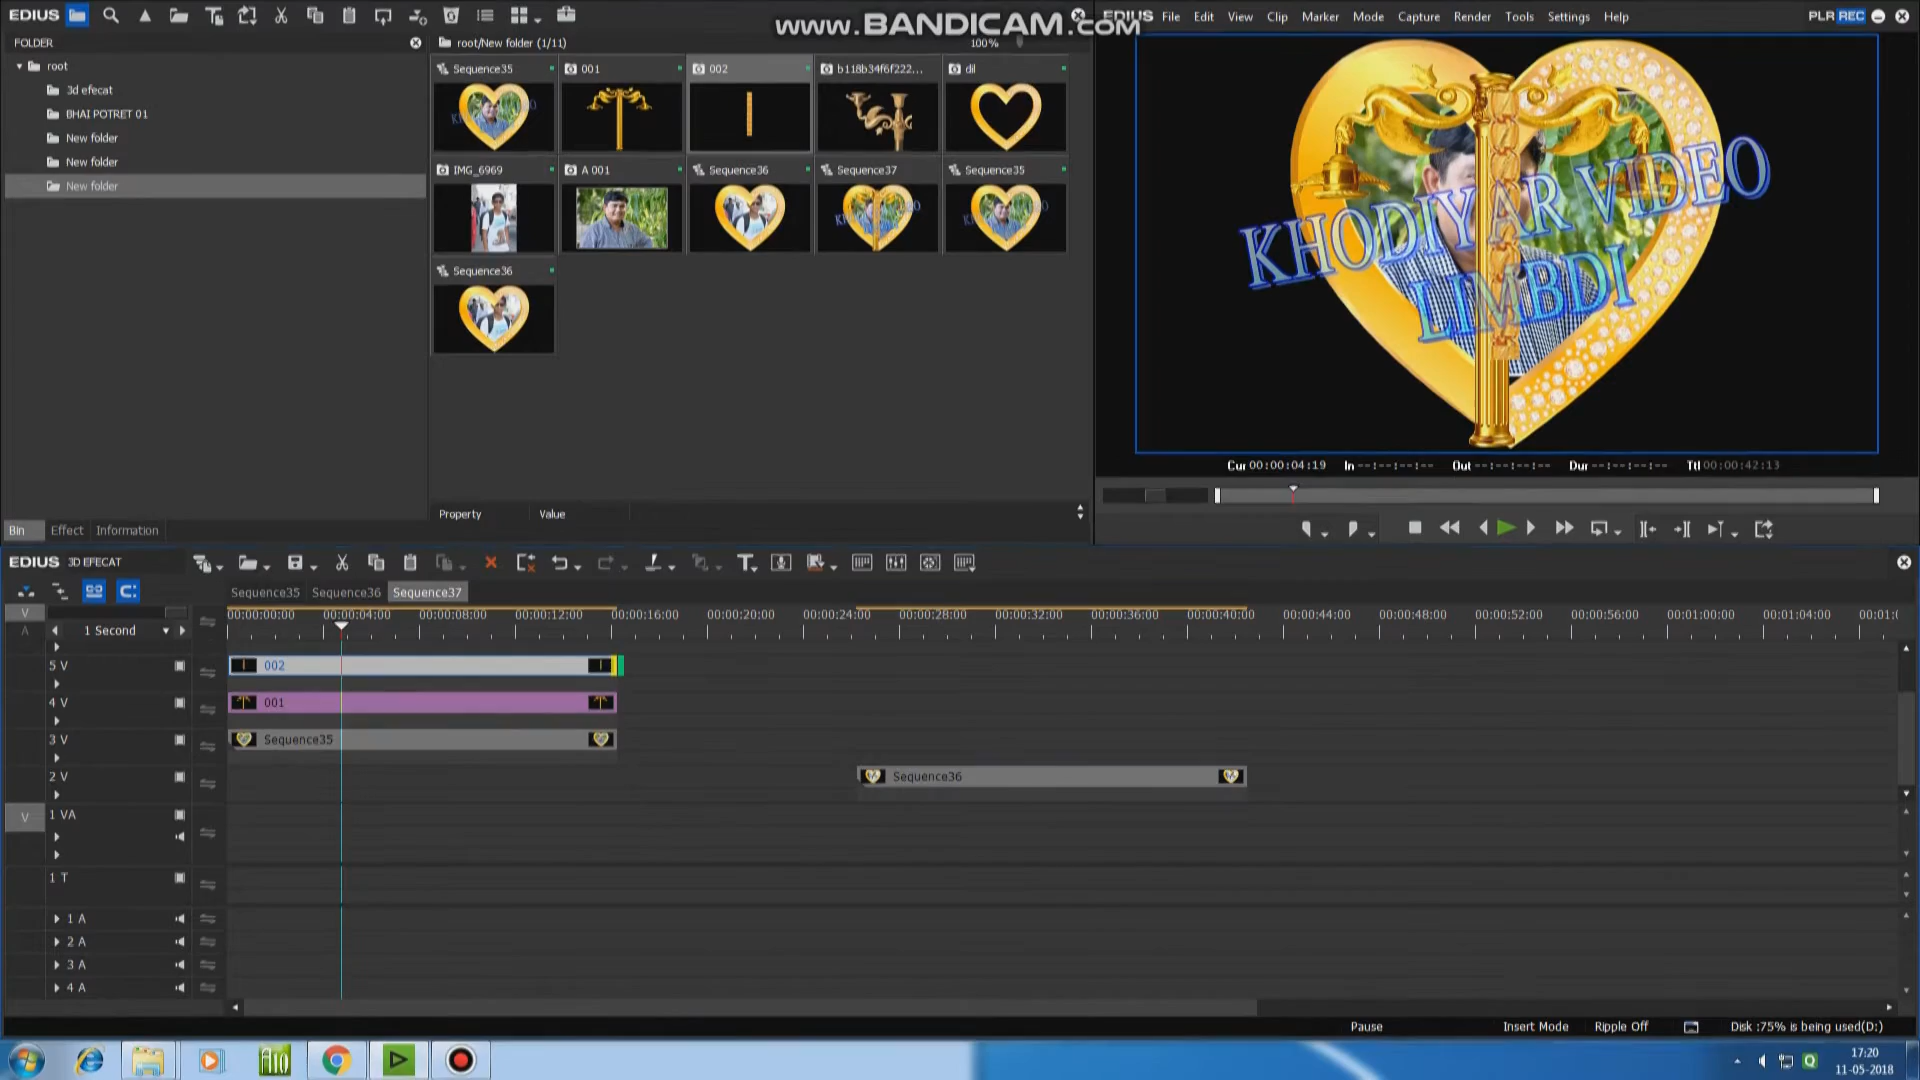 EDIUS
www.BANDICAM.com
EDIUS File Edit View Clip Marker Mode Capture Render Tools Settings Help
PLR REC
FOLDER
root/New folder (1/11)
100%
root
3d efecat
BHAI POTRET 01
New folder
New folder
New folder
Sequence35
001
002
b118b34f6f222...
dil
IMG_6969
A 001
Sequence36
Sequence37
Sequence35
Sequence36
KHODIYAR VIDEO
LIMBDI
Cur 00:00:04:19 In --:--:--:-- Out --:--:--:-- Dur --:--:--:-- Ttl 00:00:42:13
Property Value
Bin Effect Information
EDIUS 3D EFECAT
Sequence35 Sequence36 Sequence37
V
A
1 Second
00:00:00:00 00:00:04:00 00:00:08:00 00:00:12:00 00:00:16:00 00:00:20:00 00:00:24:00 00:00:28:00 00:00:32:00 00:00:36:00 00:00:40:00 00:00:44:00 00:00:48:00 00:00:52:00 00:00:56:00 00:01:00:00 00:01:04:00 00:01:0
5 V
002
4 V
001
3 V
Sequence35
2 V
Sequence36
V
1 VA
1 T
1 A
2 A
3 A
4 A
Pause Insert Mode Ripple Off Disk :75% is being used(D:)
17:20
11-05-2018